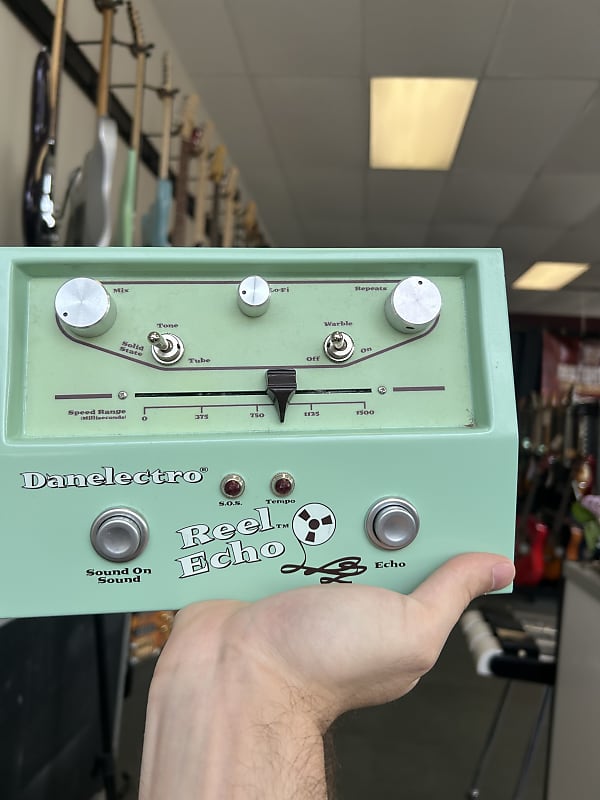 Mix
Lo-Fi
Repeats
Tone
Solid
State
Tube
Warble
Off
On
Speed Range
(Milliseconds)
0
375
750
1125
1500
Danelectro®
S.O.S.
Tempo
Reel™
Echo
Sound On
Sound
Echo